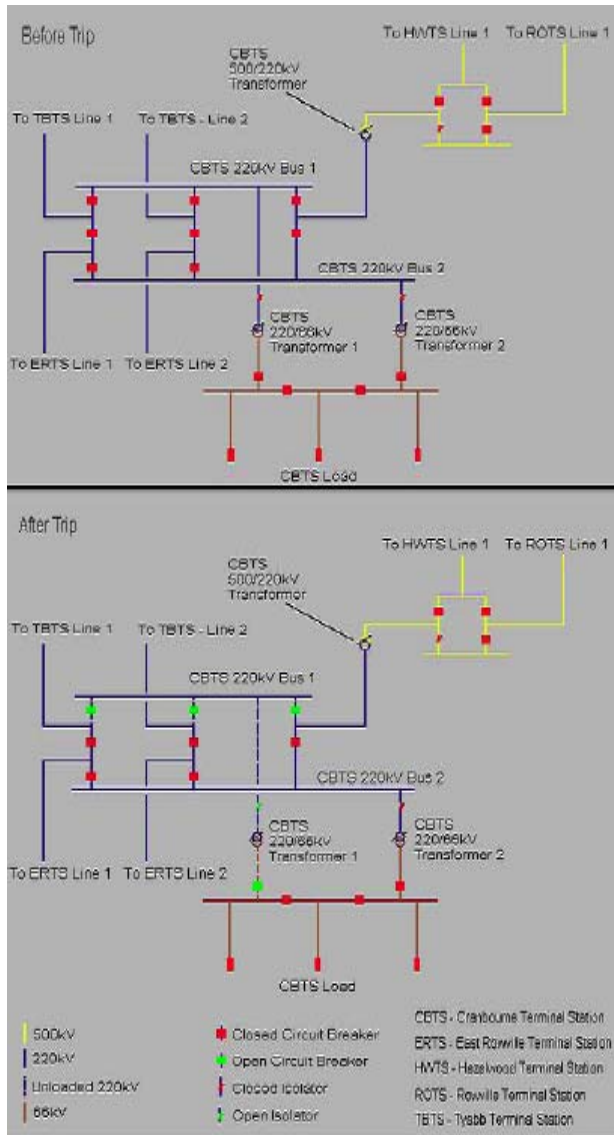 Before Trip
To HWTS Line 1
To ROTS Line 1
CBTS
500/220kV
Transformer
To TBTS Line 1
To TBTS - Line 2
CBTS 220kV Bus 1
CBTS 220kV Bus 2
CBTS
220/66kV
Transformer 1
CBTS
220/66kV
Transformer 2
To ERTS Line 1
To ERTS Line 2
CBTS Load
After Trip
To HWTS Line 1
To ROTS Line 1
CBTS
500/220kV
Transformer
To TBTS Line 1
To TBTS - Line 2
CBTS 220kV Bus 1
CBTS 220kV Bus 2
CBTS
220/66kV
Transformer 1
CBTS
220/66kV
Transformer 2
To ERTS Line 1
To ERTS Line 2
CBTS Load
500kV
220kV
Unloaded 220kV
66kV
Closed Circuit Breaker
Open Circuit Breaker
Closed Isolator
Open Isolator
CBTS - Cranbourne Terminal Station
ERTS - East Rowville Terminal Station
HWTS - Hazelwood Terminal Station
ROTS - Rowville Terminal Station
TBTS - Tyabb Terminal Station